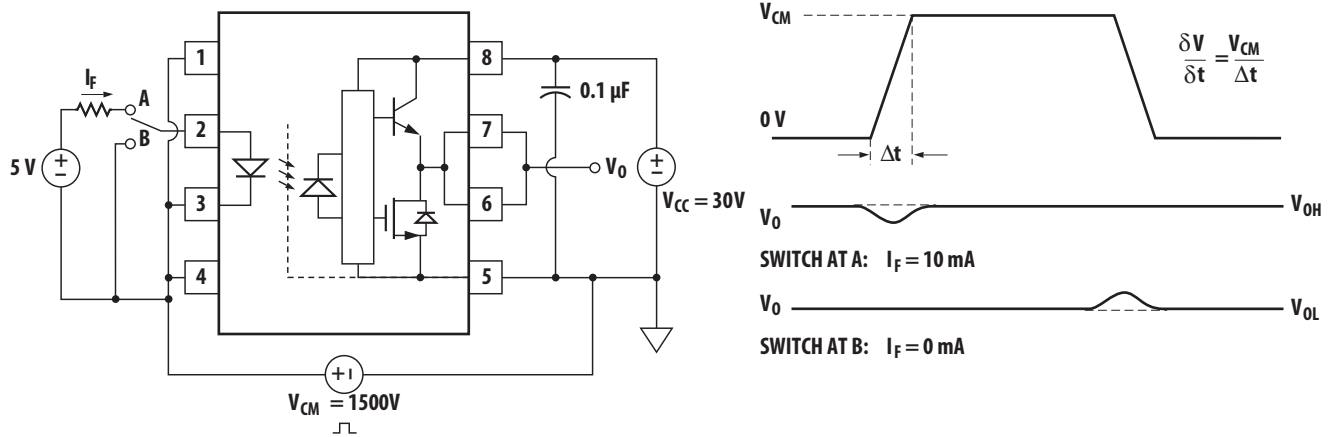 1
2
3
4
8
7
6
5
I_F
A
B
5 V
+
−
0.1 µF
V_O
+
−
V_CC = 30V
+ −
V_CM = 1500V
V_CM
0 V
Δt
δV/δt = V_CM/Δt
V_O
V_OH
SWITCH AT A: I_F = 10 mA
V_O
V_OL
SWITCH AT B: I_F = 0 mA